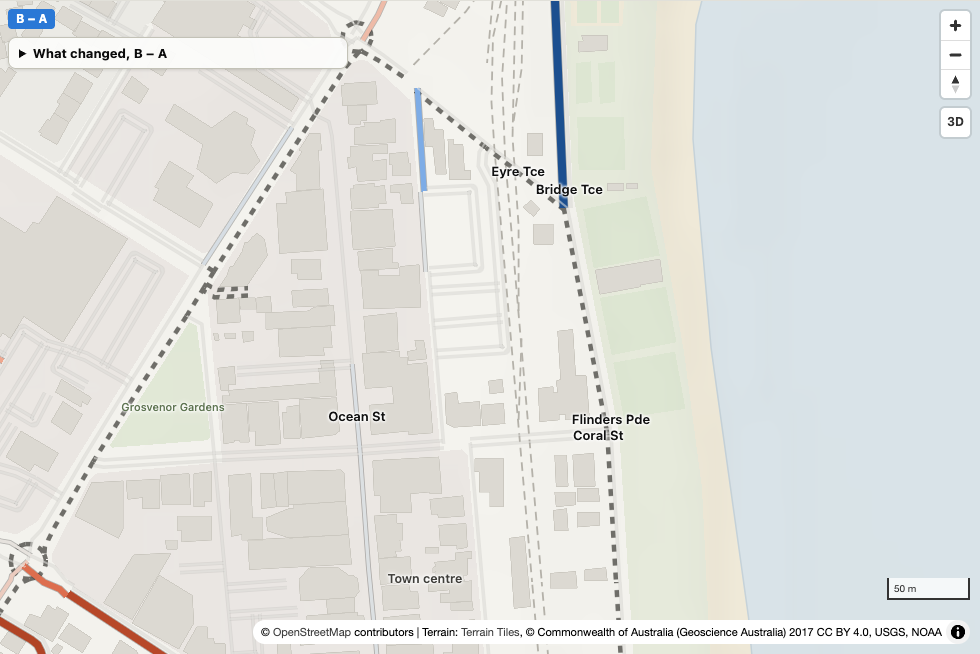 B – A
▶ What changed, B – A
+
−
3D
Eyre Tce
Bridge Tce
Grosvenor Gardens
Ocean St
Flinders Pde
Coral St
Town centre
50 m
© OpenStreetMap contributors | Terrain: Terrain Tiles, © Commonwealth of Australia (Geoscience Australia) 2017 CC BY 4.0, USGS, NOAA